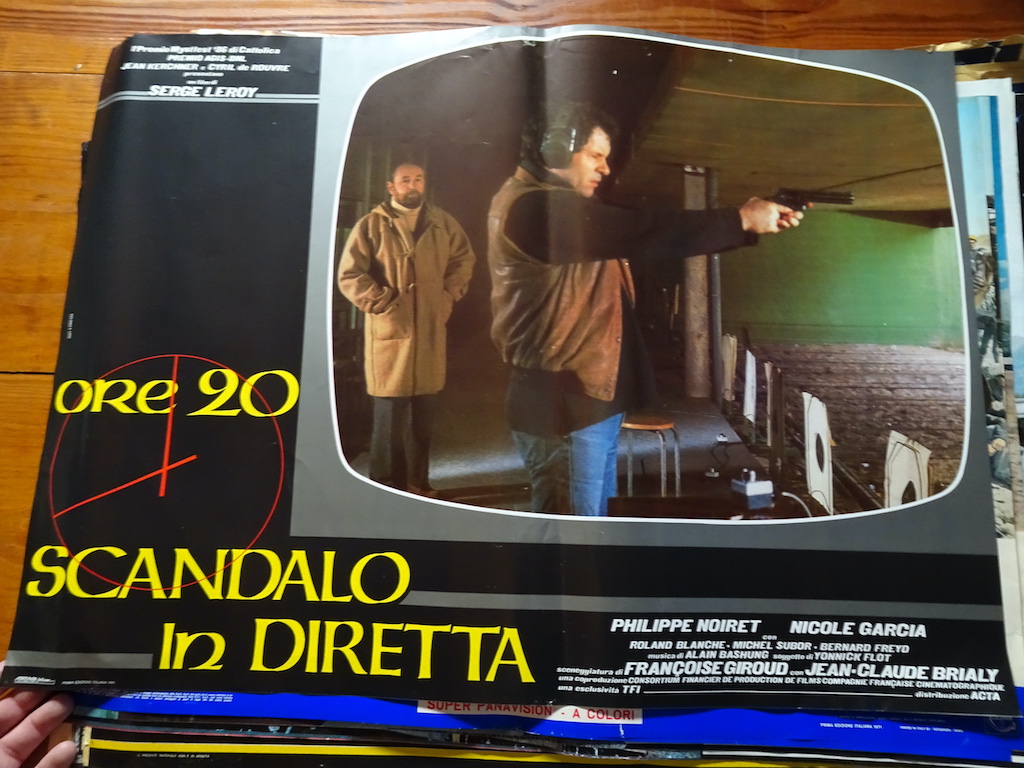 1º Premio Mystfest '86 di Cattolica
PREMIO AGIS-BNL
JEAN KERCHNER e CYRIL de ROUVRE
presentano
un film di
SERGE LEROY
ore 20
SCANDALO
In DIRETTA
PHILIPPE NOIRET NICOLE GARCIA
con
ROLAND BLANCHE - MICHEL SUBOR - BERNARD FREYD
musica di ALAIN BASHUNG soggetto di YONNICK FLOT
sceneggiatura di FRANÇOISE GIROUD con JEAN-CLAUDE BRIALY
una coproduzione CONSORTIUM FINANCIER DE PRODUCTION DE FILMS COMPAGNIE FRANÇAISE CINEMATOGRAPHIQUE
una esclusività TF1
distribuzione ACTA
SUPER PANAVISION - A COLORI